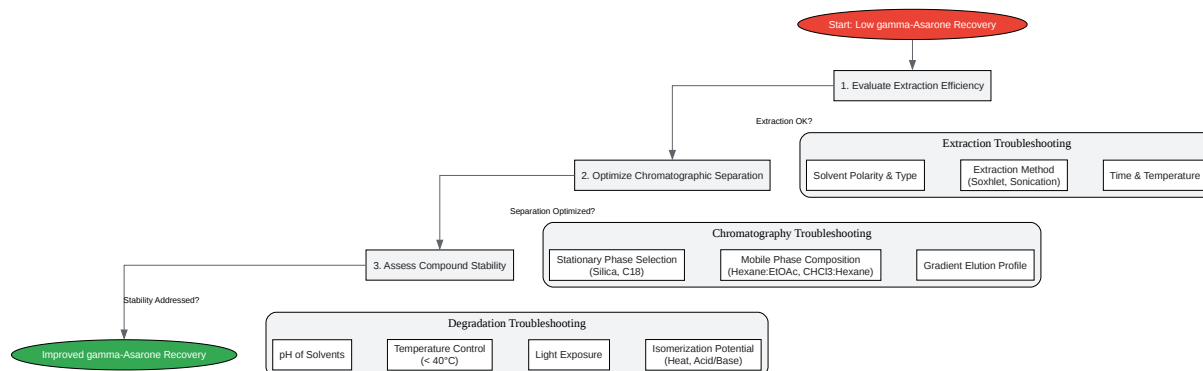 Start: Low gamma-Asarone Recovery
1. Evaluate Extraction Efficiency
Extraction OK?
Extraction Troubleshooting
Solvent Polarity & Type
Extraction Method
(Soxhlet, Sonication)
Time & Temperature
2. Optimize Chromatographic Separation
Separation Optimized?
Chromatography Troubleshooting
Stationary Phase Selection
(Silica, C18)
Mobile Phase Composition
(Hexane:EtOAc, CHCl3:Hexane)
Gradient Elution Profile
3. Assess Compound Stability
Stability Addressed?
Degradation Troubleshooting
pH of Solvents
Temperature Control
(< 40°C)
Light Exposure
Isomerization Potential
(Heat, Acid/Base)
Improved gamma-Asarone Recovery